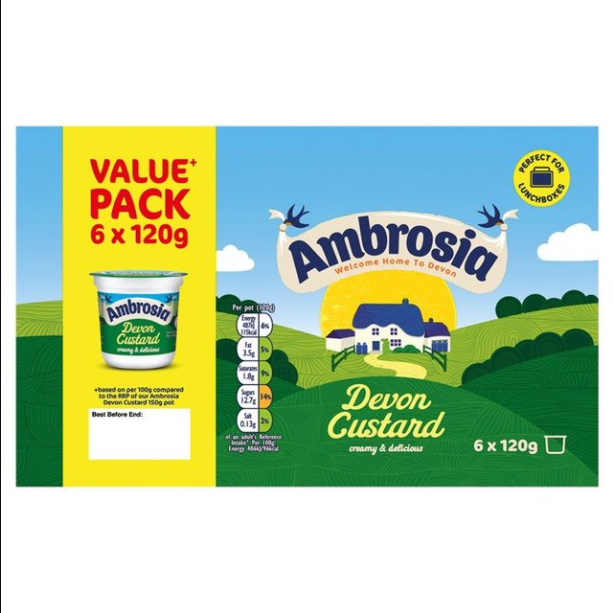 VALUE+
PACK
6 x 120g
Ambrosia
Devon
Custard
creamy & delicious
+based on per 100g compared
to the RRP of our Ambrosia
Devon Custard 150g pot
Best Before End:
Per pot (120g)
Energy
487kJ
115kcal
6%
Fat
3.5g
5%
Saturates
1.8g
9%
Sugars
12.7g
14%
Salt
0.13g
2%
of an adult's Reference
Intake* Per 100g:
Energy 406kJ/96kcal
PERFECT FOR
LUNCHBOXES
Ambrosia
Welcome Home To Devon
Devon
Custard
creamy & delicious
6 x 120g